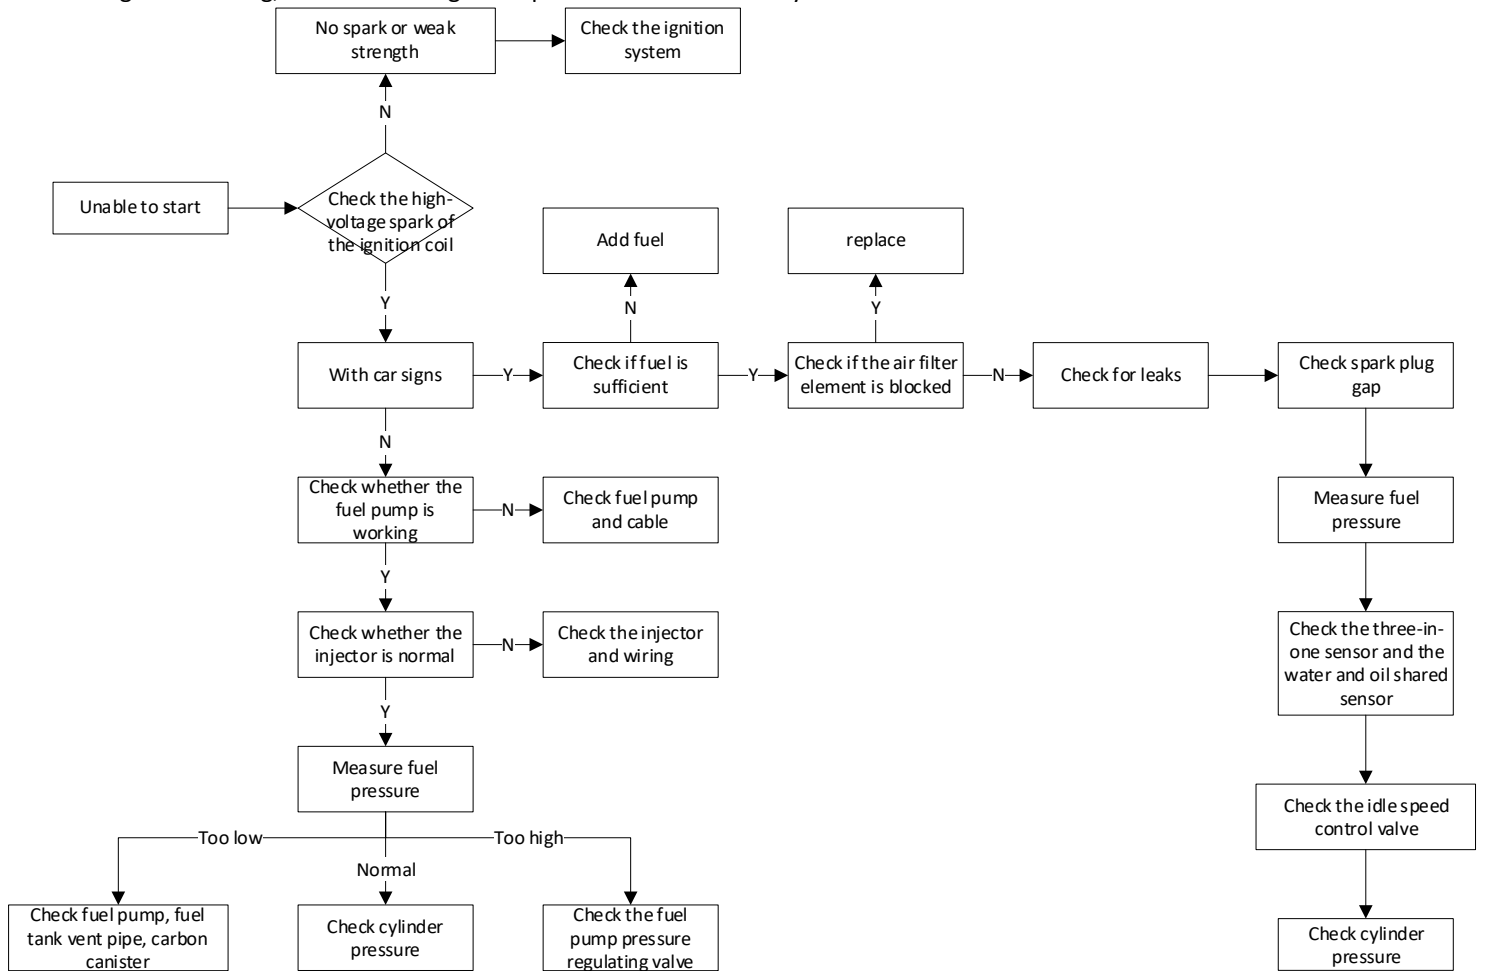 No spark or weak
strength
Check the ignition
system
N
Unable to start
Check the high-
voltage spark of
the ignition coil
Add fuel
replace
Y
N
Y
With car signs
Y
Check if fuel is
sufficient
Y
Check if the air filter
element is blocked
N
Check for leaks
Check spark plug
gap
N
Check whether the
fuel pump is
working
N
Check fuel pump
and cable
Measure fuel
pressure
Y
Check whether the
injector is normal
N
Check the injector
and wiring
Check the three-in-
one sensor and the
water and oil shared
sensor
Y
Measure fuel
pressure
Check the idle speed
control valve
Too low
Too high
Normal
Check fuel pump, fuel
tank vent pipe, carbon
canister
Check cylinder
pressure
Check the fuel
pump pressure
regulating valve
Check cylinder
pressure